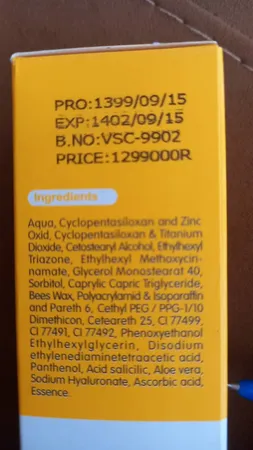 PRO:1399/09/15
EXP:1402/09/15
B.NO:VSC-9902
PRICE:1299000R
Ingredients
Aqua, Cyclopentasiloxan and Zinc
Oxid, Cyclopentasiloxan & Titanium
Dioxide, Cetostearyl Alcohol, Ethylhexyl
Triazone, Ethylhexyl Methoxycin-
namate, Glycerol Monostearat 40,
Sorbitol, Caprylic Capric Triglyceride,
Bees Wax, Polyacrylamid & Isoparaffin
and Pareth 6, Cethyl PEG / PPG-1/10
Dimethicon, Ceteareth 25, CI 77499,
CI 77491, CI 77492, Phenoxyethanol
Ethylhexylglycerin, Disodium
ethylenediaminetetraacetic acid,
Panthenol, Acid salicilic, Aloe vera,
Sodium Hyaluronate, Ascorbic acid,
Essence.